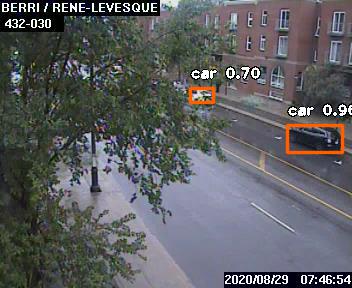 BERRI / RENE-LEVESQUE
432-030
car 0.70
car 0.96
2020/08/29 07:46:54